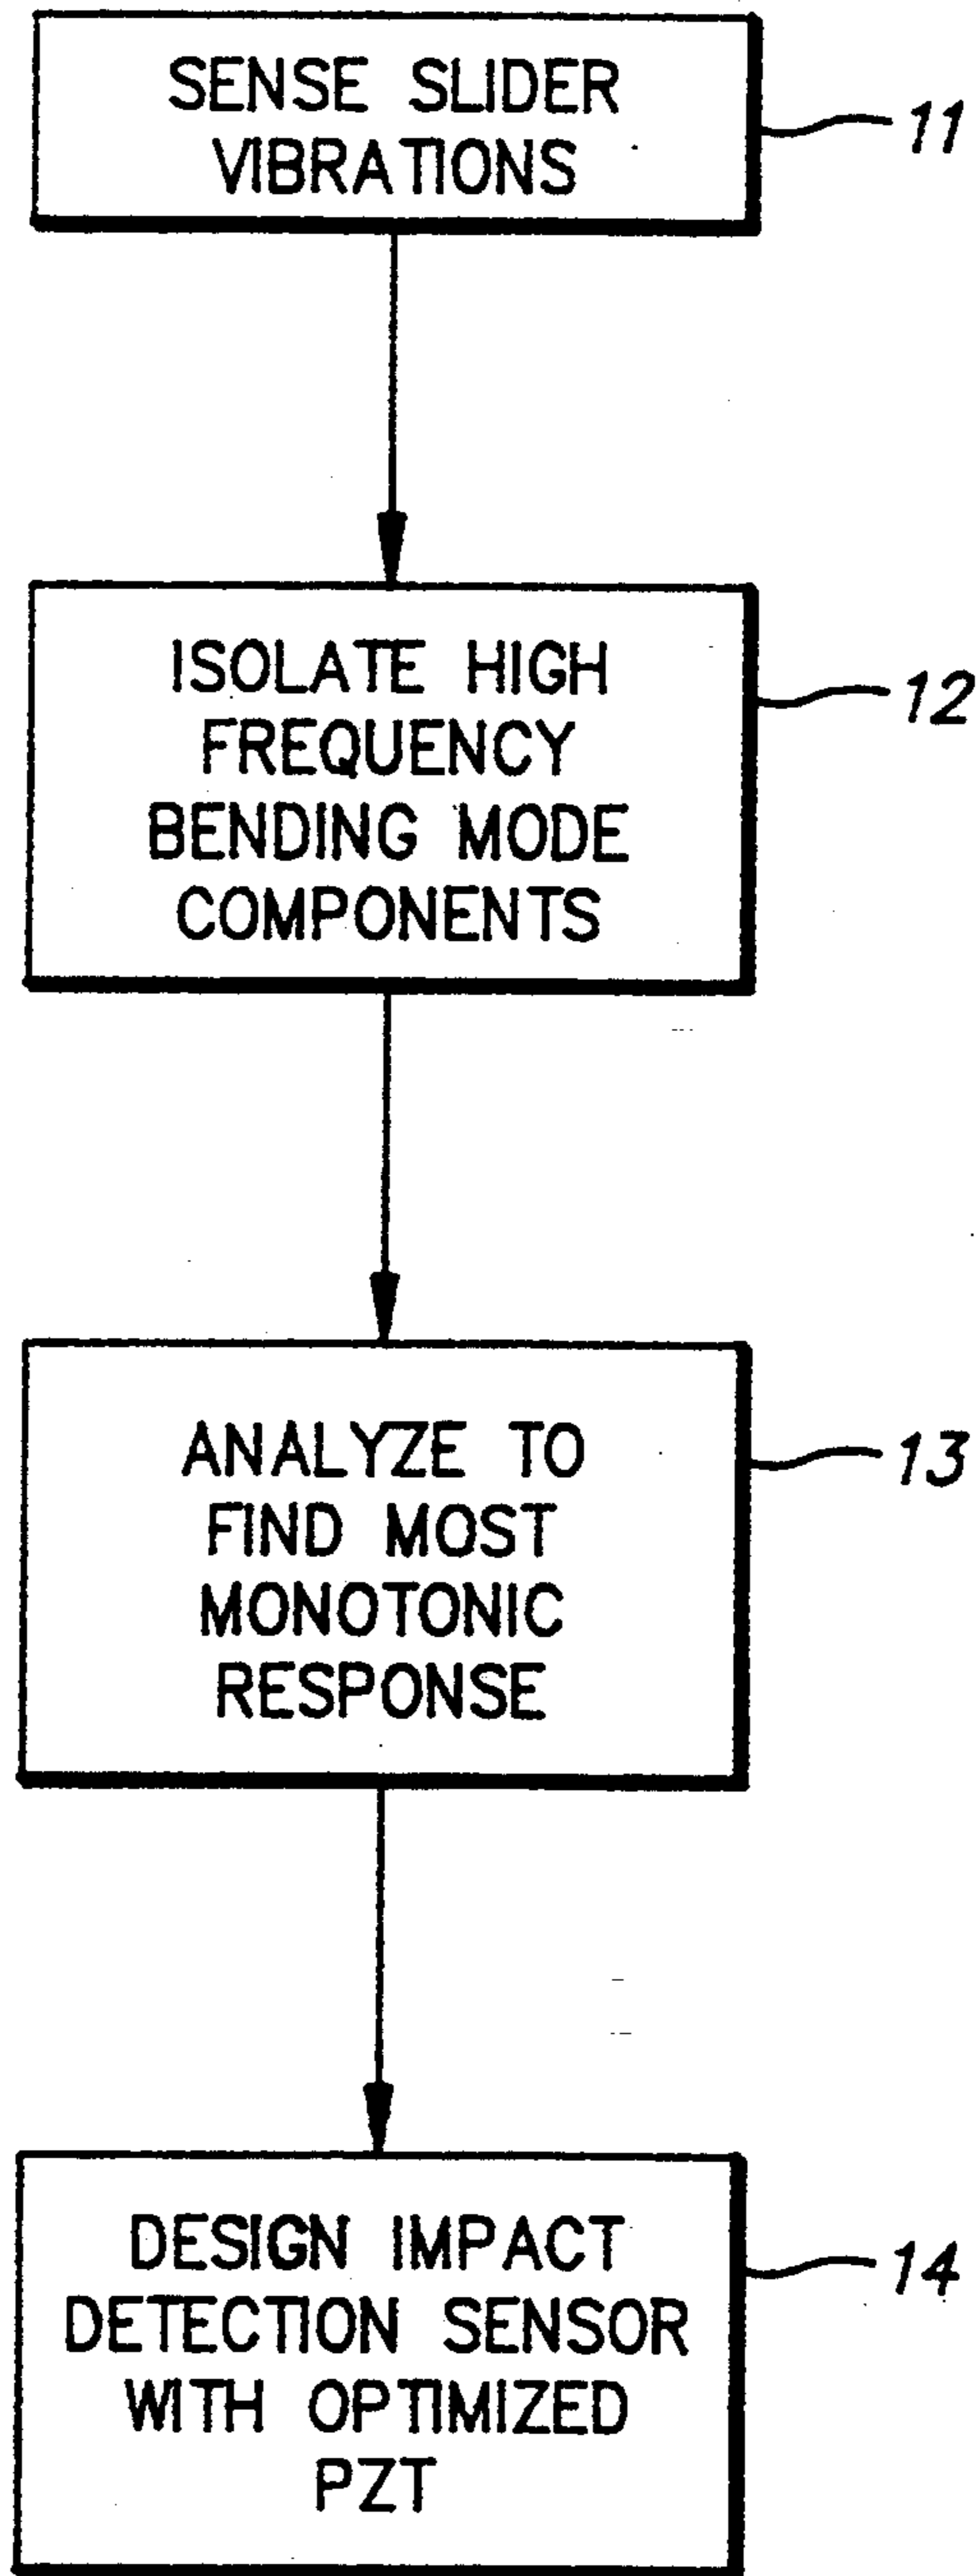 SENSE SLIDER
VIBRATIONS
11
ISOLATE HIGH
FREQUENCY
BENDING MODE
COMPONENTS
12
ANALYZE TO
FIND MOST
MONOTONIC
RESPONSE
13
DESIGN IMPACT
DETECTION SENSOR
WITH OPTIMIZED
PZT
14